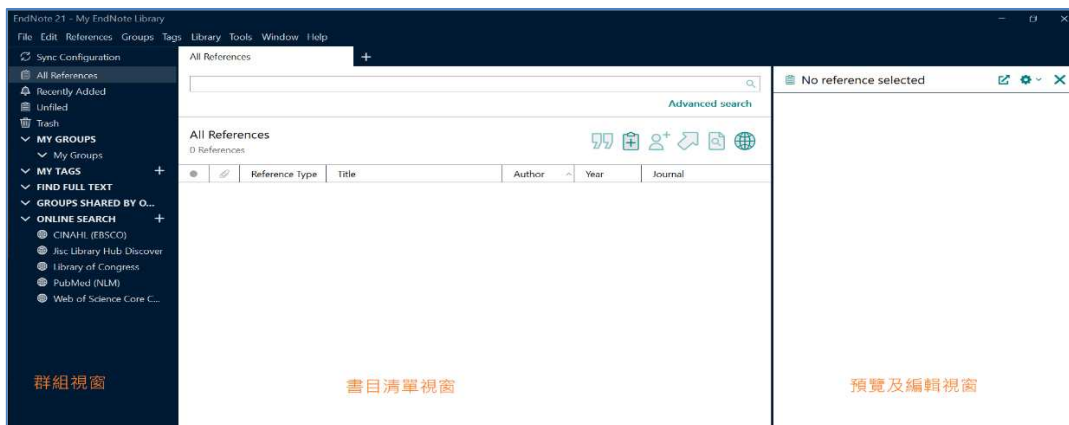 EndNote 21 - My EndNote Library
File Edit References Groups Tags Library Tools Window Help
Sync Configuration
All References
Recently Added
Unfiled
Trash
MY GROUPS
My Groups
MY TAGS +
FIND FULL TEXT
GROUPS SHARED BY O...
ONLINE SEARCH +
CINAHL (EBSCO)
Jisc Library Hub Discover
Library of Congress
PubMed (NLM)
Web of Science Core C...
群組視窗
All References +
Advanced search
All References
0 References
Reference Type Title Author Year Journal
書目清單視窗
No reference selected
預覽及編輯視窗